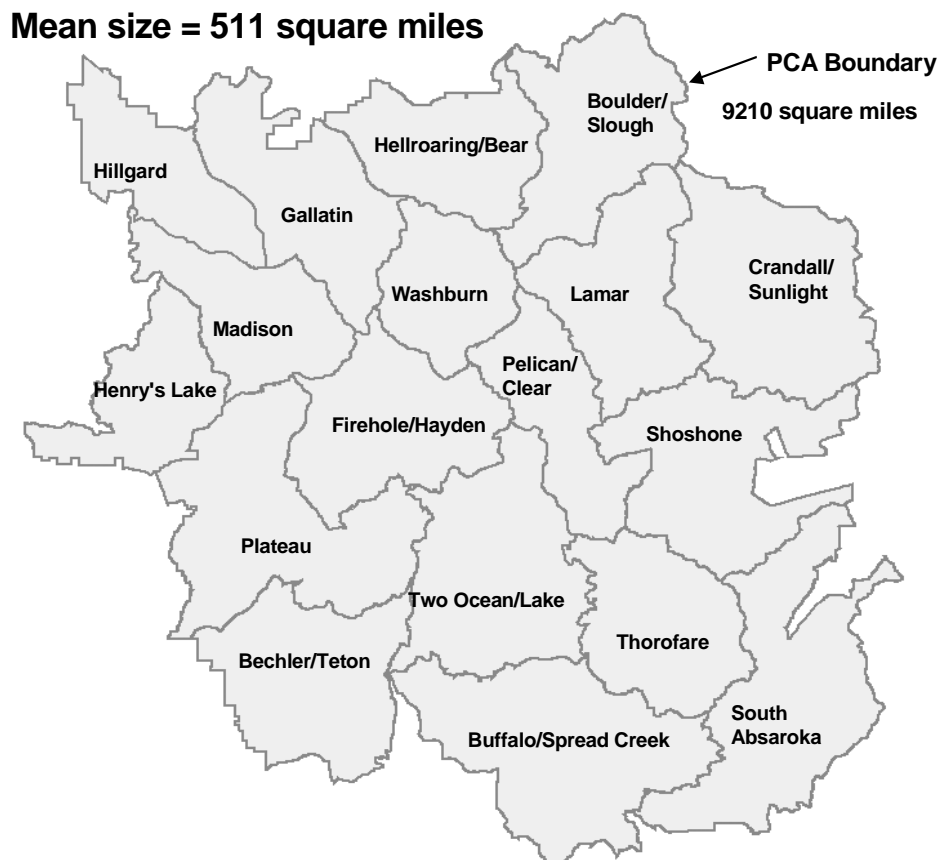 Mean size = 511 square miles
PCA Boundary
9210 square miles
Boulder/
Slough
Hellroaring/Bear
Hillgard
Gallatin
Crandall/
Sunlight
Washburn
Lamar
Madison
Pelican/
Clear
Henry's Lake
Firehole/Hayden
Shoshone
Plateau
Two Ocean/Lake
Thorofare
Bechler/Teton
South
Absaroka
Buffalo/Spread Creek